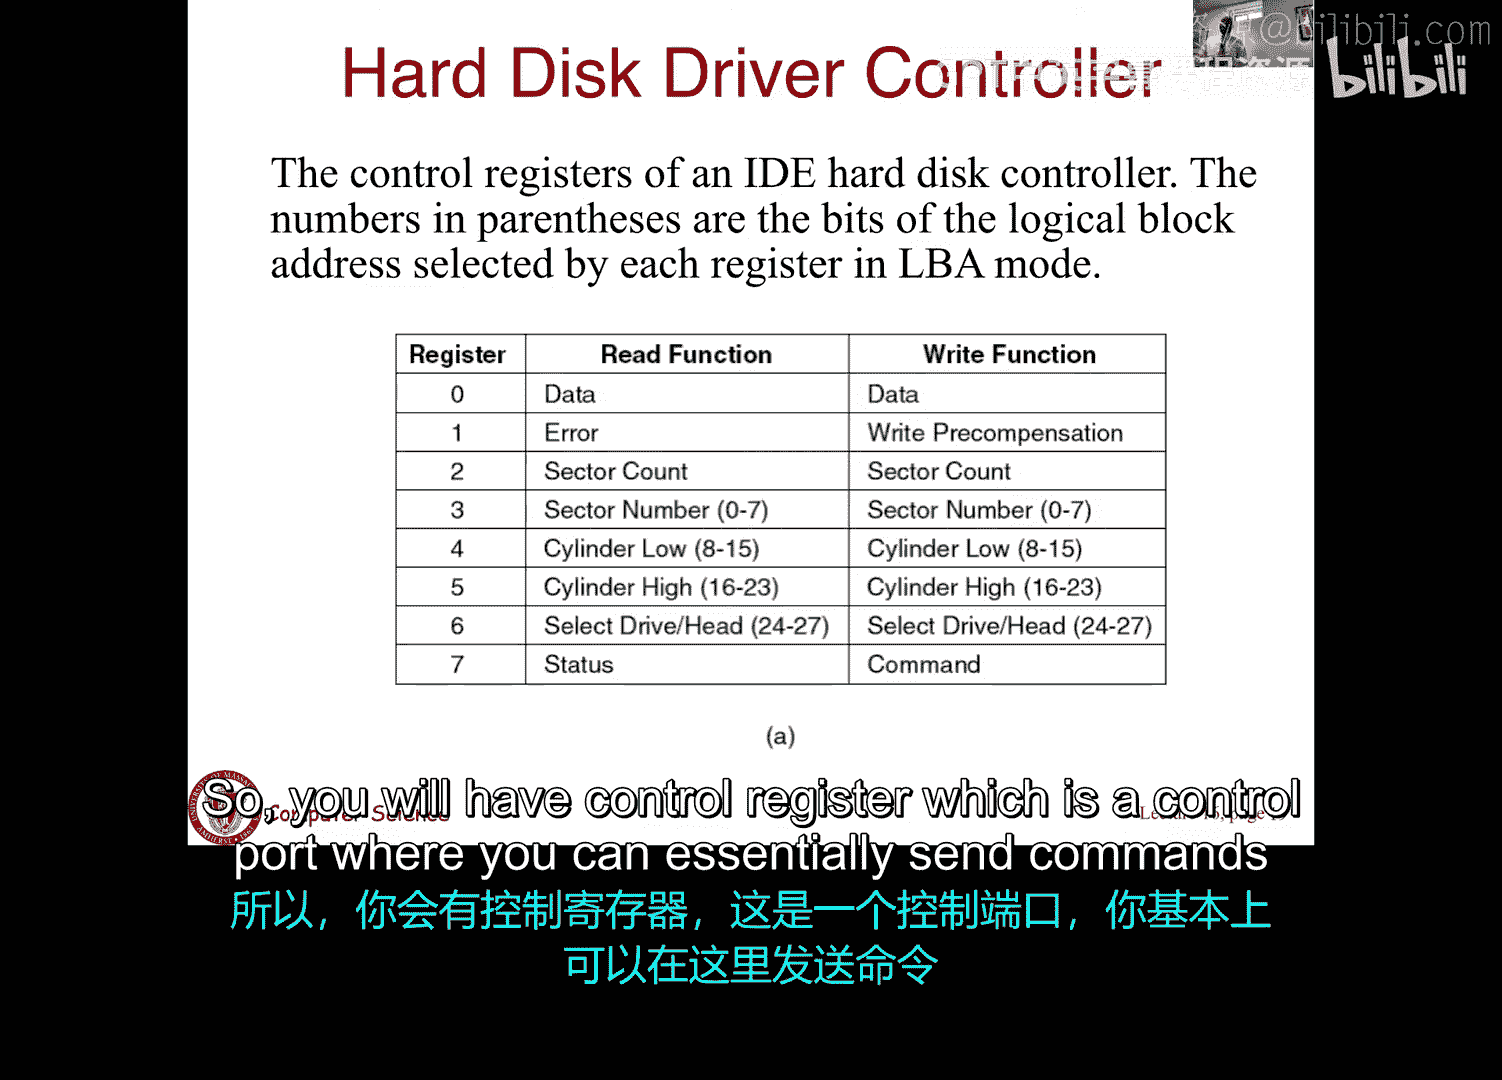 @bilibili.com
bilibili
Hard Disk Driver Controller
The control registers of an IDE hard disk controller. The
numbers in parentheses are the bits of the logical block
address selected by each register in LBA mode.
Register Read Function Write Function
0 Data Data
1 Error Write Precompensation
2 Sector Count Sector Count
3 Sector Number (0-7) Sector Number (0-7)
4 Cylinder Low (8-15) Cylinder Low (8-15)
5 Cylinder High (16-23) Cylinder High (16-23)
6 Select Drive/Head (24-27) Select Drive/Head (24-27)
7 Status Command
(a)
Computer Science
So, you will have control register which is a control
port where you can essentially send commands
所以，你会有控制寄存器，这是一个控制端口，你基本上
可以在这里发送命令